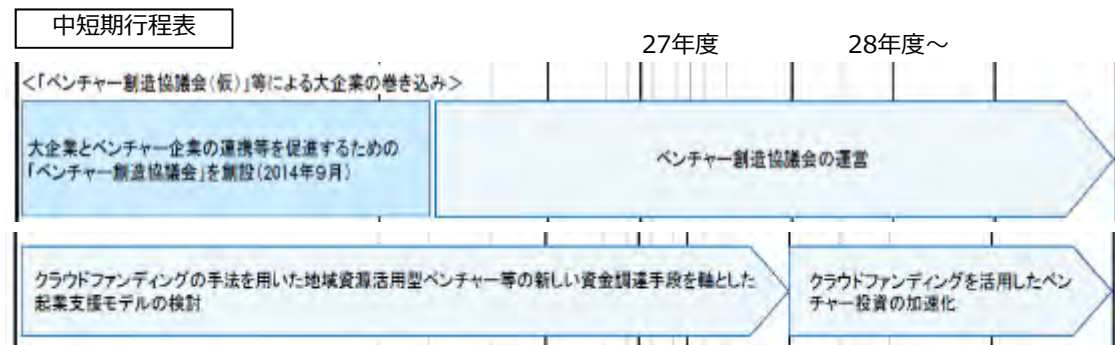 中短期行程表
27年度
28年度～
＜「ベンチャー創造協議会(仮)」等による大企業の巻き込み＞
大企業とベンチャー企業の連携等を促進するための
「ベンチャー創造協議会」を創設(2014年9月)
ベンチャー創造協議会の運営
クラウドファンディングの手法を用いた地域資源活用型ベンチャー等の新しい資金調達手段を軸とした
起業支援モデルの検討
クラウドファンディングを活用したベン
チャー投資の加速化